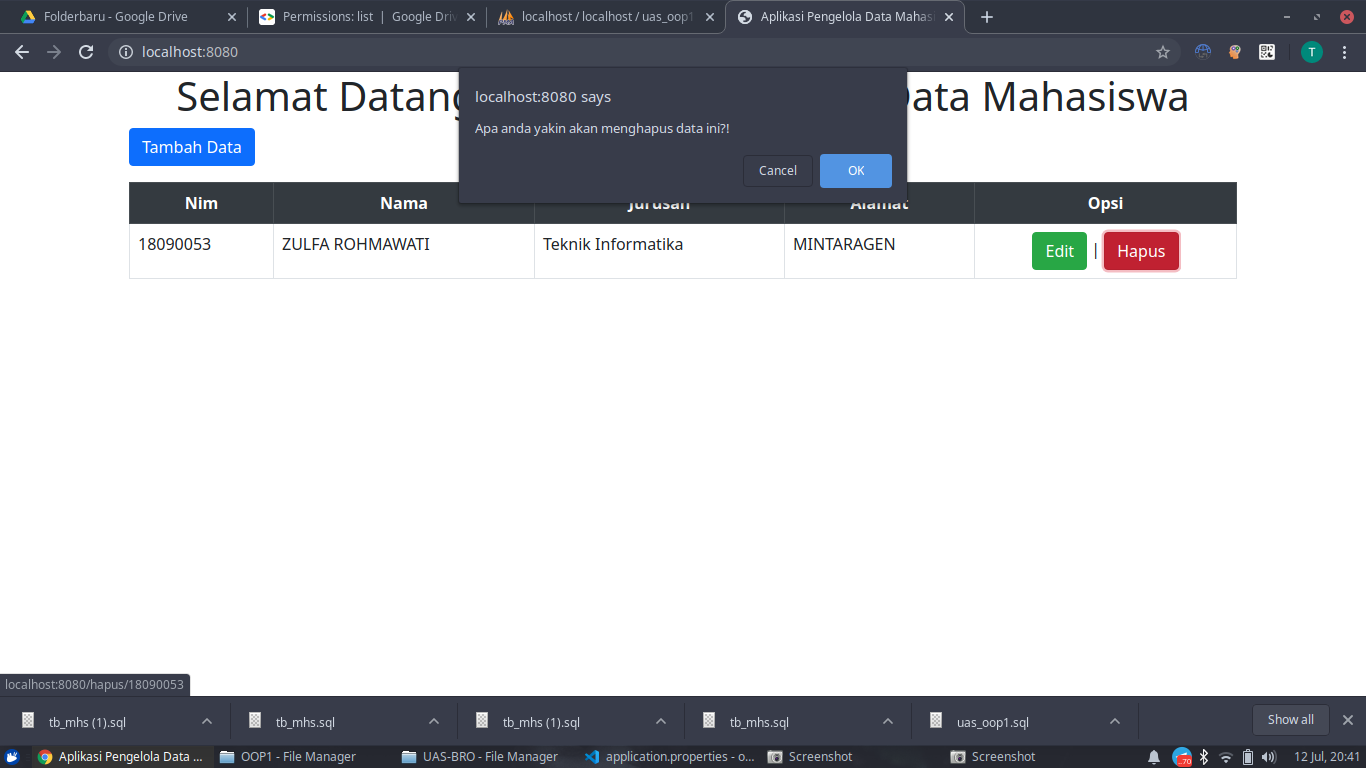 Folderbaru - Google Drive
Permissions: list | Google Driv
localhost / localhost / uas_oop1
Aplikasi Pengelola Data Mahas
localhost:8080
T
Selamat Datang
Data Mahasiswa
localhost:8080 says
Apa anda yakin akan menghapus data ini?!
Cancel
OK
Tambah Data
Nim
Nama
Jurusan
Alamat
Opsi
18090053
ZULFA ROHMAWATI
Teknik Informatika
MINTARAGEN
Edit
|
Hapus
localhost:8080/hapus/18090053
tb_mhs (1).sql
tb_mhs.sql
tb_mhs (1).sql
tb_mhs.sql
uas_oop1.sql
Show all
Aplikasi Pengelola Data ...
OOP1 - File Manager
UAS-BRO - File Manager
application.properties - o...
Screenshot
Screenshot
...70
12 Jul, 20:41